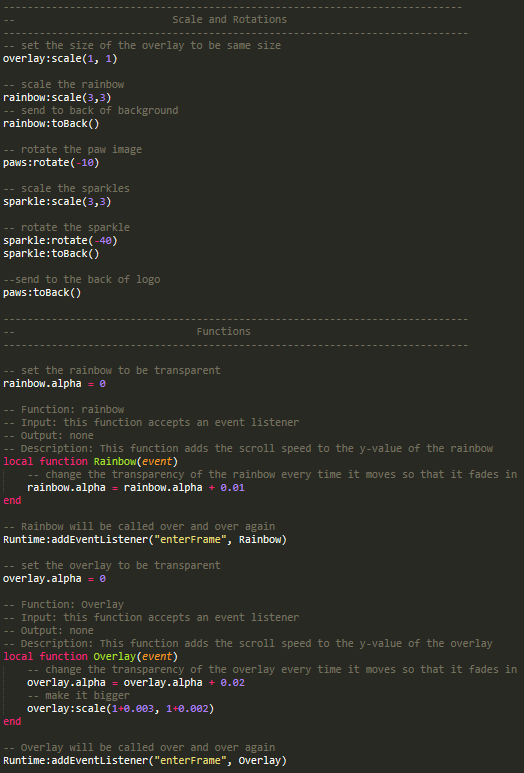 -----------------------------------------------------------------------------
--                          Scale and Rotations
------------------------------------------------------------------------------
-- set the size of the overlay to be same size
overlay:scale(1, 1)
-- scale the rainbow
rainbow:scale(3,3)
-- send to back of background
rainbow:toBack()
-- rotate the paw image
paws:rotate(-10)
-- scale the sparkles
sparkle:scale(3,3)
-- rotate the sparkle
sparkle:rotate(-40)
sparkle:toBack()
--send to the back of logo
paws:toBack()
------------------------------------------------------------------------------
--                              Functions
------------------------------------------------------------------------------
-- set the rainbow to be transparent
rainbow.alpha = 0
-- Function: rainbow
-- Input: this function accepts an event listener
-- Output: none
-- Description: This function adds the scroll speed to the y-value of the rainbow
local function Rainbow(event)
    -- change the transparency of the rainbow every time it moves so that it fades in
    rainbow.alpha = rainbow.alpha + 0.01
end
-- Rainbow will be called over and over again
Runtime:addEventListener("enterFrame", Rainbow)
-- set the overlay to be transparent
overlay.alpha = 0
-- Function: Overlay
-- Input: this function accepts an event listener
-- Output: none
-- Description: This function adds the scroll speed to the y-value of the overlay
local function Overlay(event)
    -- change the transparency of the overlay every time it moves so that it fades in
    overlay.alpha = overlay.alpha + 0.02
    -- make it bigger
    overlay:scale(1+0.003, 1+0.002)
end
-- Overlay will be called over and over again
Runtime:addEventListener("enterFrame", Overlay)